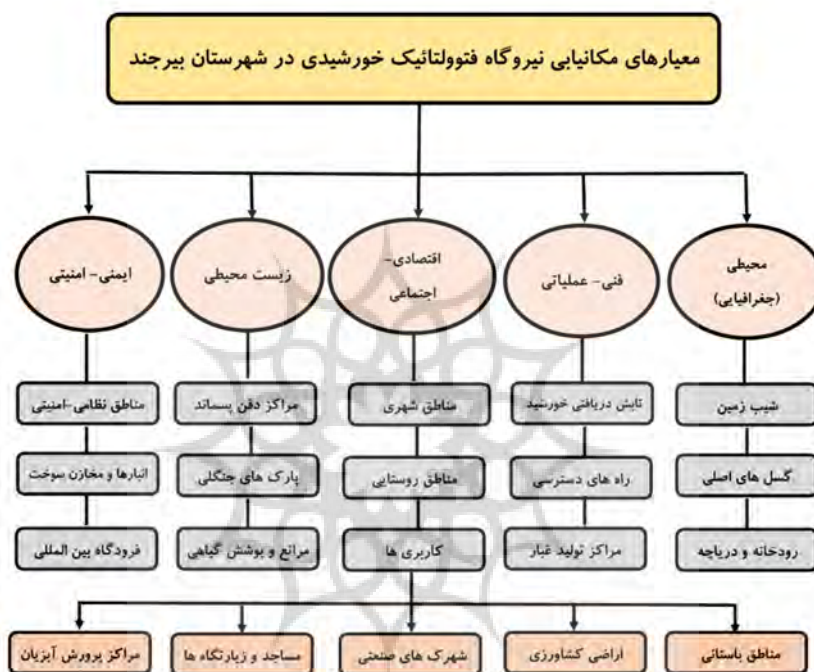 معیارهای مکانیابی نیروگاه فتوولتائیک خورشیدی در شهرستان بیرجند
محیطی
(جغرافیایی)
فنی- عملیاتی
اقتصادی-
اجتماعی
زیست محیطی
ایمنی- امنیتی
شیب زمین
تابش دریافتی خورشید
مناطق شهری
مراکز دفن پسماند
مناطق نظامی-امنیتی
گسل های اصلی
راه های دسترسی
مناطق روستایی
پارک های جنگلی
انبارها و مخازن سوخت
رودخانه و دریاچه
مراکز تولید غبار
کاربری ها
مراتع و پوشش گیاهی
فرودگاه بین المللی
مناطق باستانی
اراضی کشاورزی
شهرک های صنعتی
مساجد و زیارتگاه ها
مراکز پرورش آبزیان